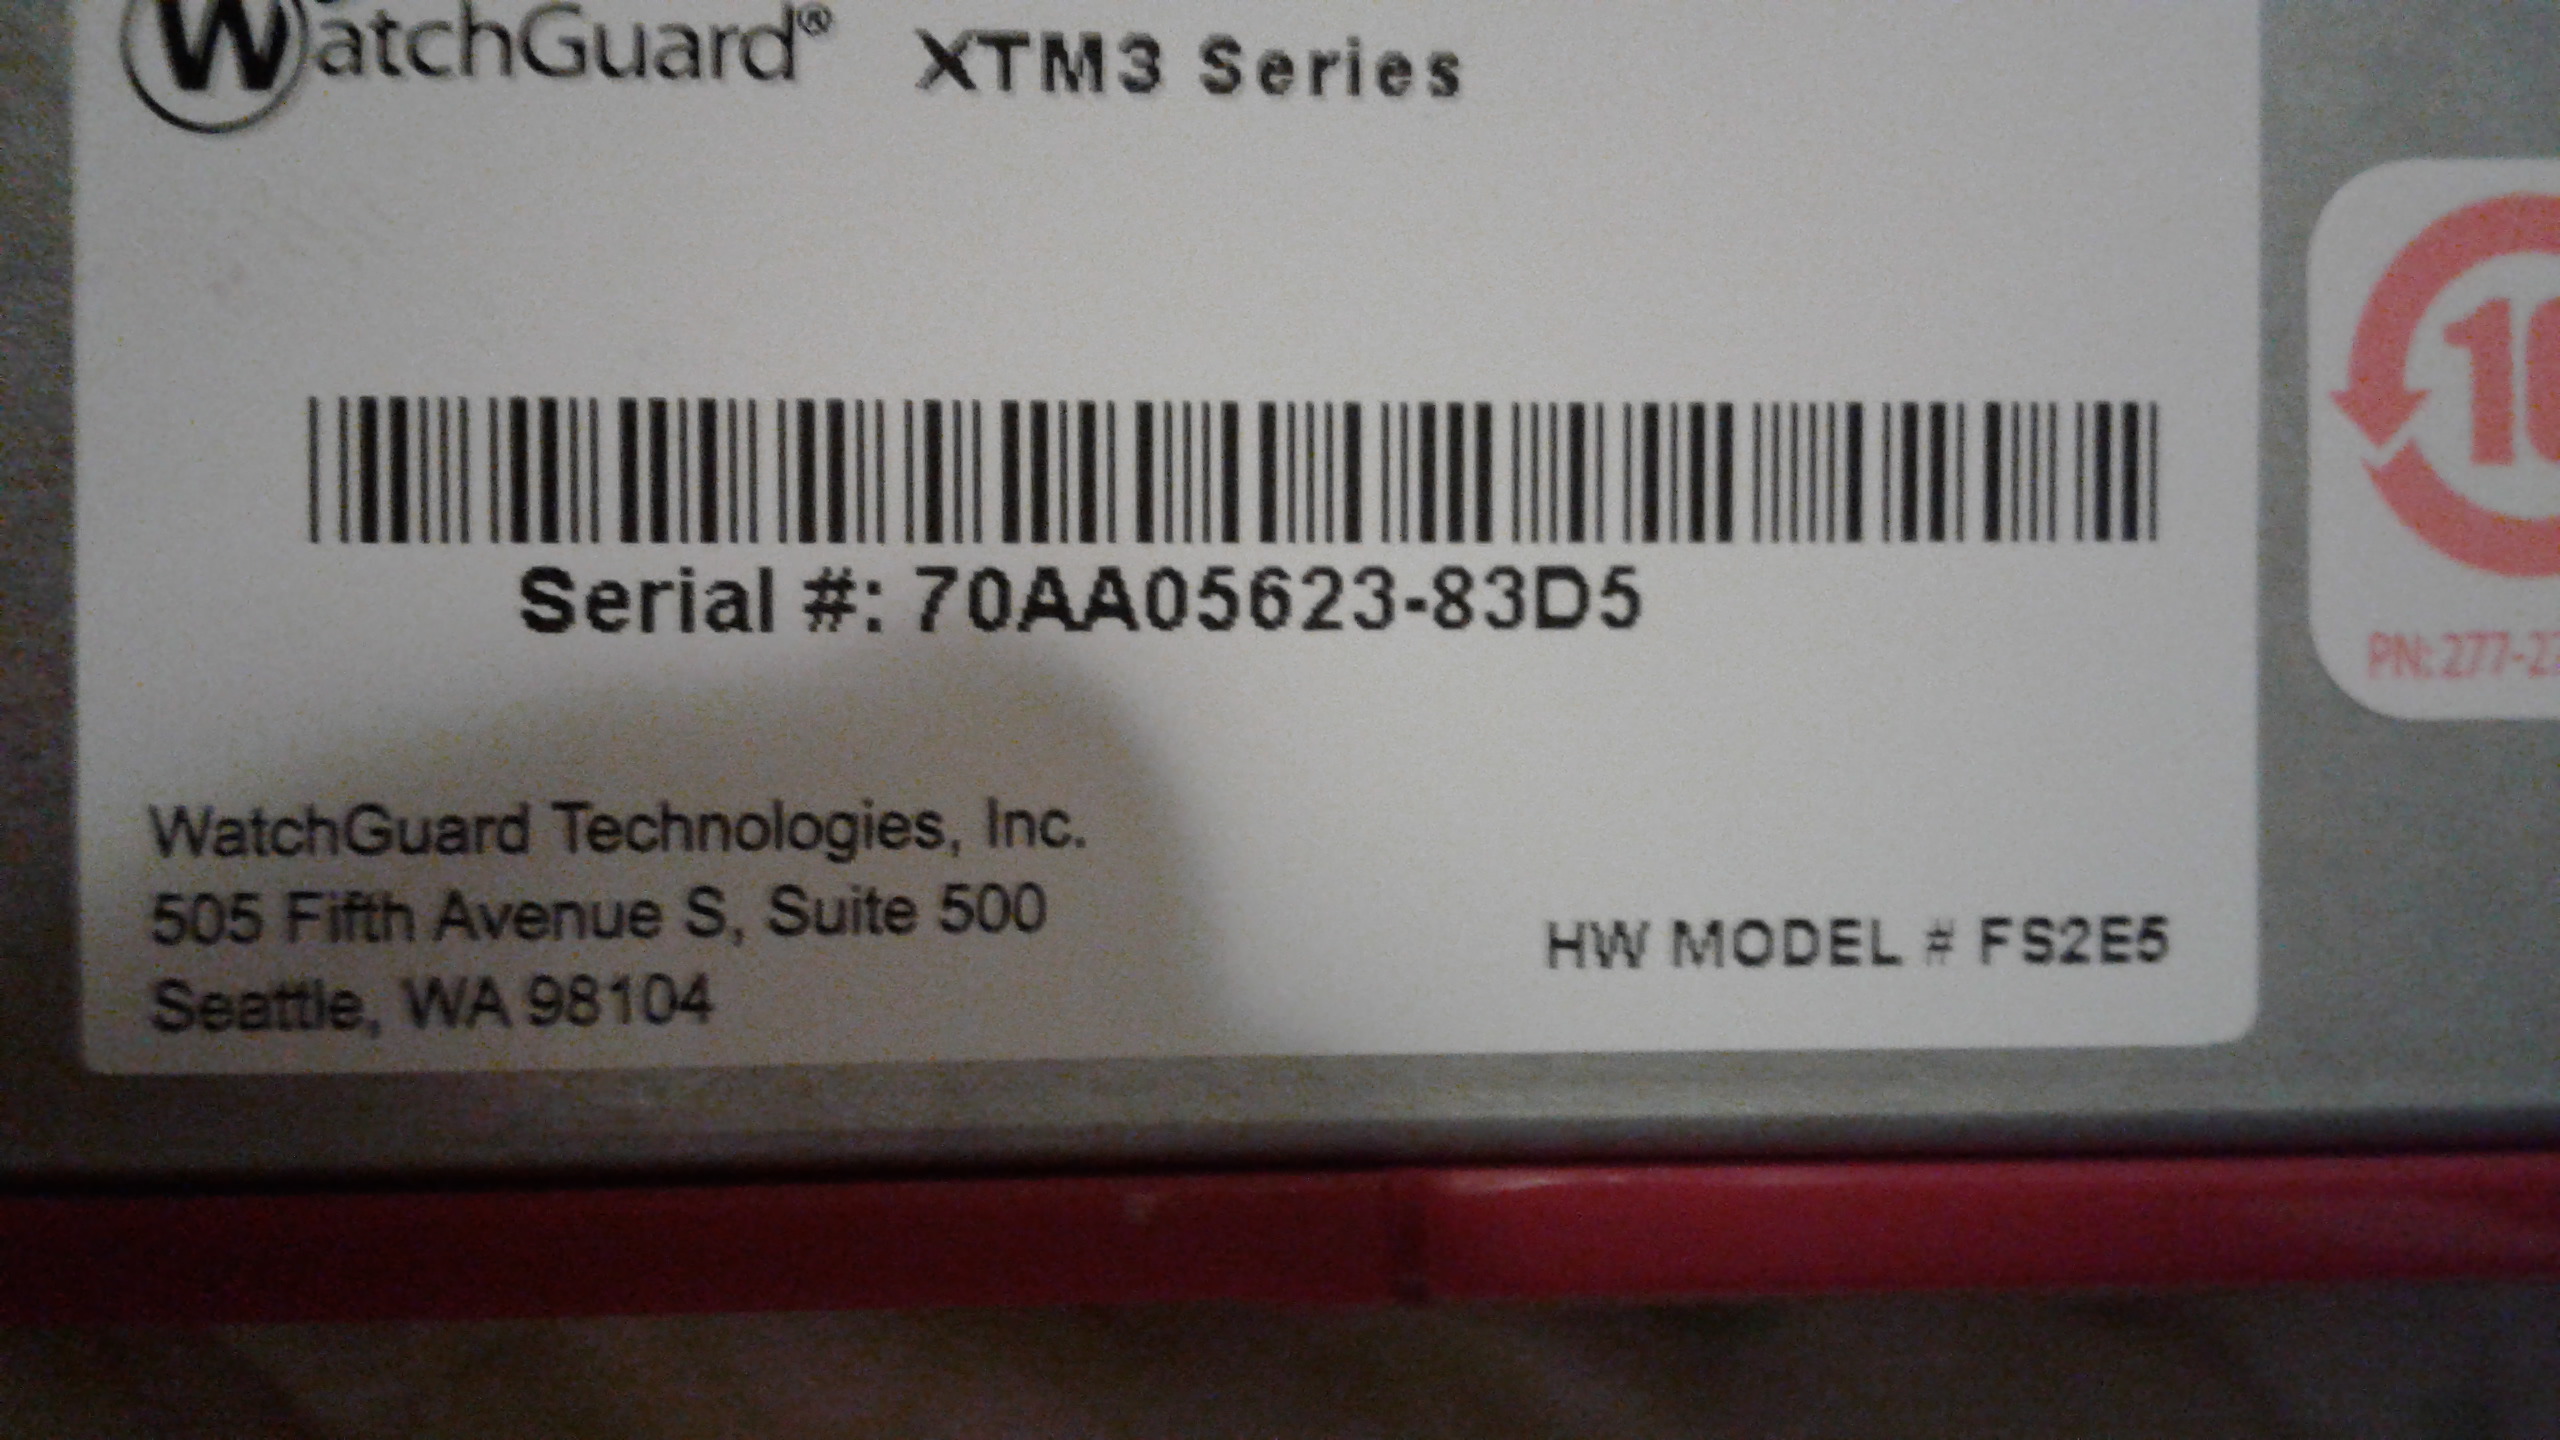 WatchGuard® XTM3 Series
Serial #: 70AA05623-83D5
WatchGuard Technologies, Inc.
505 Fifth Avenue S, Suite 500
Seattle, WA 98104
HW MODEL # FS2E5
10